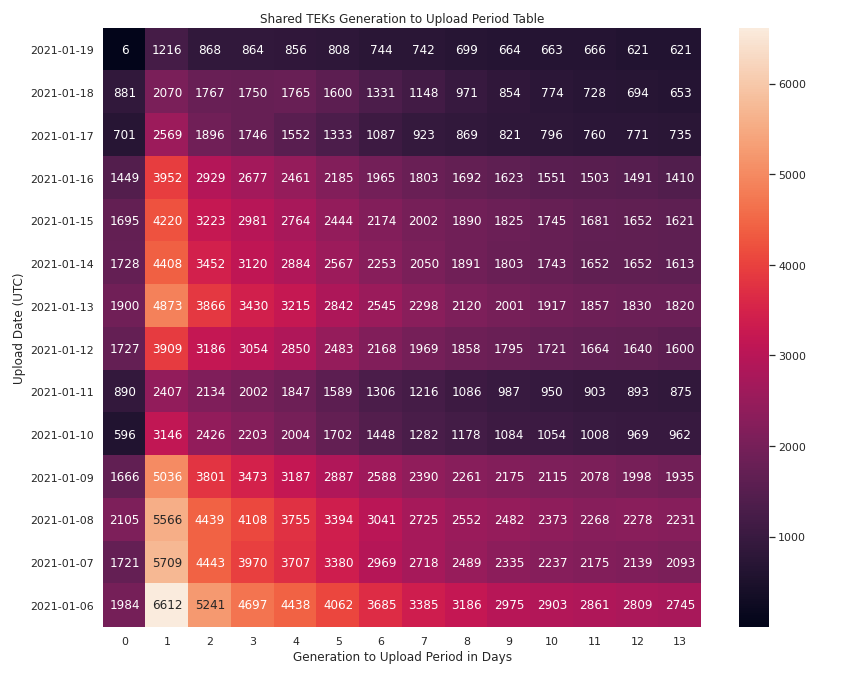 Shared TEKs Generation to Upload Period Table
2021-01-19 6 1216 868 864 856 808 744 742 699 664 663 666 621 621
2021-01-18 881 2070 1767 1750 1765 1600 1331 1148 971 854 774 728 694 653
2021-01-17 701 2569 1896 1746 1552 1333 1087 923 869 821 796 760 771 735
2021-01-16 1449 3952 2929 2677 2461 2185 1965 1803 1692 1623 1551 1503 1491 1410
2021-01-15 1695 4220 3223 2981 2764 2444 2174 2002 1890 1825 1745 1681 1652 1621
2021-01-14 1728 4408 3452 3120 2884 2567 2253 2050 1891 1803 1743 1652 1652 1613
2021-01-13 1900 4873 3866 3430 3215 2842 2545 2298 2120 2001 1917 1857 1830 1820
2021-01-12 1727 3909 3186 3054 2850 2483 2168 1969 1858 1795 1721 1664 1640 1600
2021-01-11 890 2407 2134 2002 1847 1589 1306 1216 1086 987 950 903 893 875
2021-01-10 596 3146 2426 2203 2004 1702 1448 1282 1178 1084 1054 1008 969 962
2021-01-09 1666 5036 3801 3473 3187 2887 2588 2390 2261 2175 2115 2078 1998 1935
2021-01-08 2105 5566 4439 4108 3755 3394 3041 2725 2552 2482 2373 2268 2278 2231
2021-01-07 1721 5709 4443 3970 3707 3380 2969 2718 2489 2335 2237 2175 2139 2093
2021-01-06 1984 6612 5241 4697 4438 4062 3685 3385 3186 2975 2903 2861 2809 2745
0 1 2 3 4 5 6 7 8 9 10 11 12 13
Generation to Upload Period in Days
Upload Date (UTC)
6000
5000
4000
3000
2000
1000